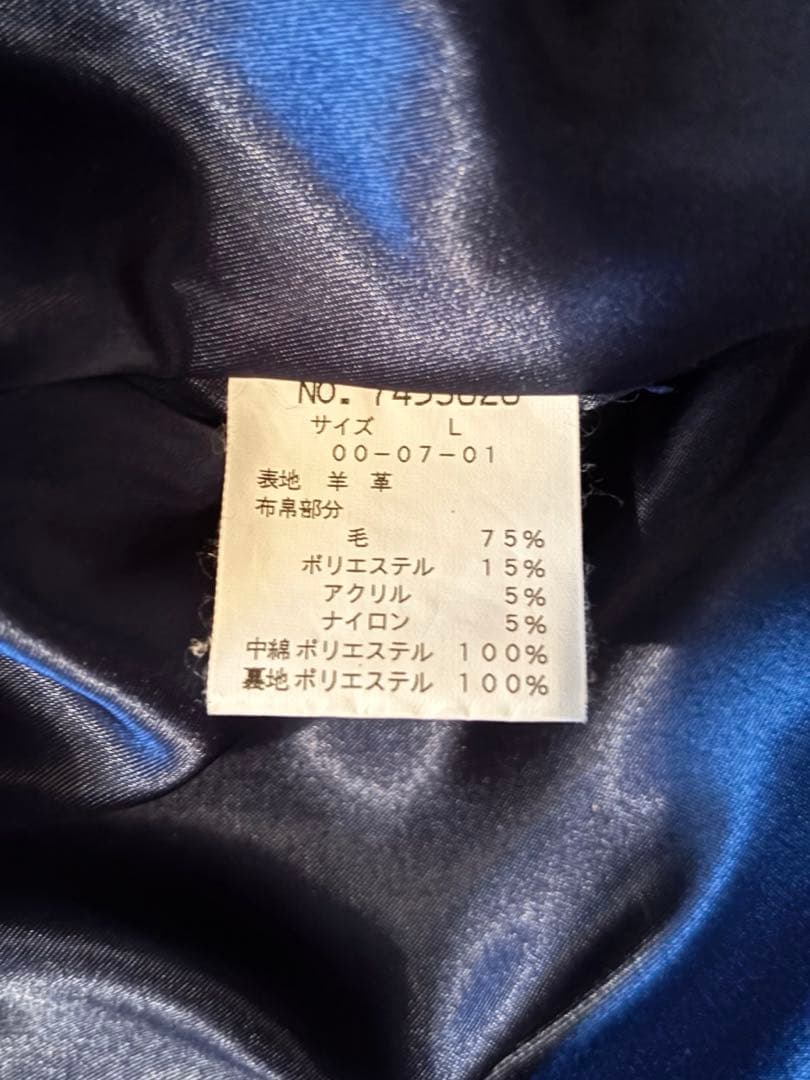 NO. 7455020
サイズ L
00-07-01
表地 羊 革
布帛部分
毛 75%
ポリエステル 15%
アクリル 5%
ナイロン 5%
中綿 ポリエステル 100%
裏地 ポリエステル 100%